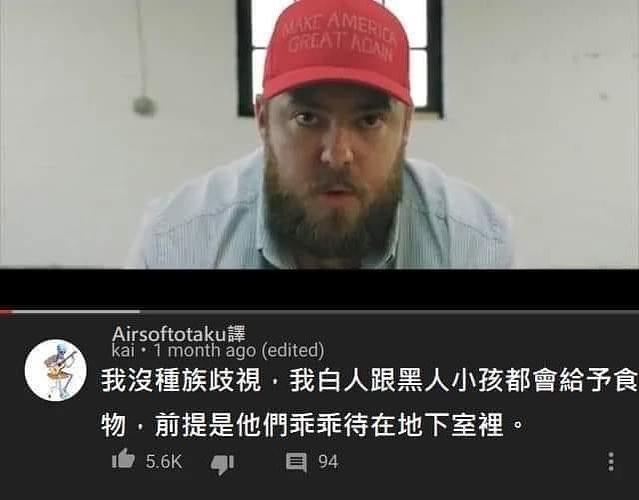 MAKE AMERICA
GREAT AGAIN
Airsoftotaku譯
kai • 1 month ago (edited)
我沒種族歧視，我白人跟黑人小孩都會給予食
物，前提是他們乖乖待在地下室裡。
5.6K 94